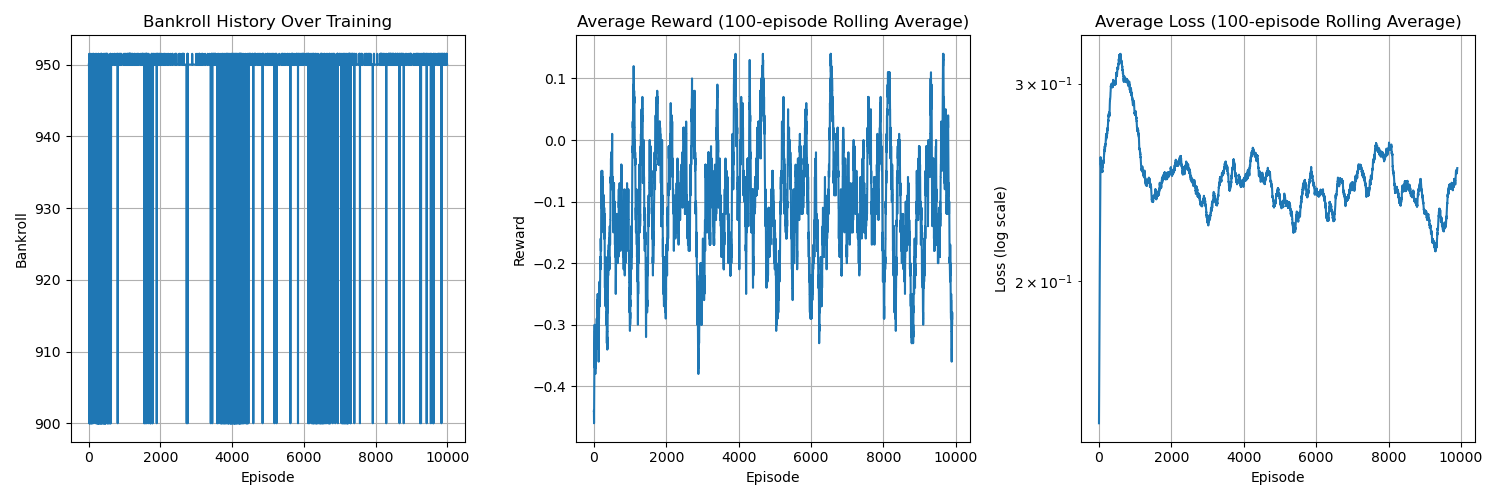 Bankroll History Over Training
Bankroll
950
940
930
920
910
900
0
2000
4000
6000
8000
10000
Episode
Average Reward (100-episode Rolling Average)
Reward
0.1
0.0
−0.1
−0.2
−0.3
−0.4
0
2000
4000
6000
8000
10000
Episode
Average Loss (100-episode Rolling Average)
Loss (log scale)
3 × 10⁻¹
2 × 10⁻¹
0
2000
4000
6000
8000
10000
Episode